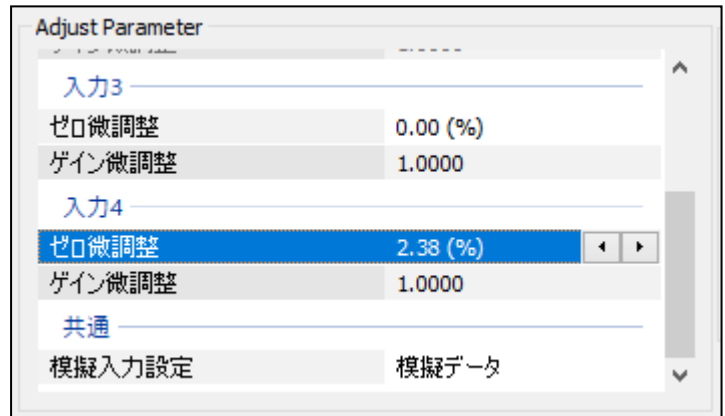 Adjust Parameter
入力3
ゼロ微調整 0.00 (%)
ゲイン微調整 1.0000
入力4
ゼロ微調整 2.38 (%)
ゲイン微調整 1.0000
共通
模擬入力設定 模擬データ